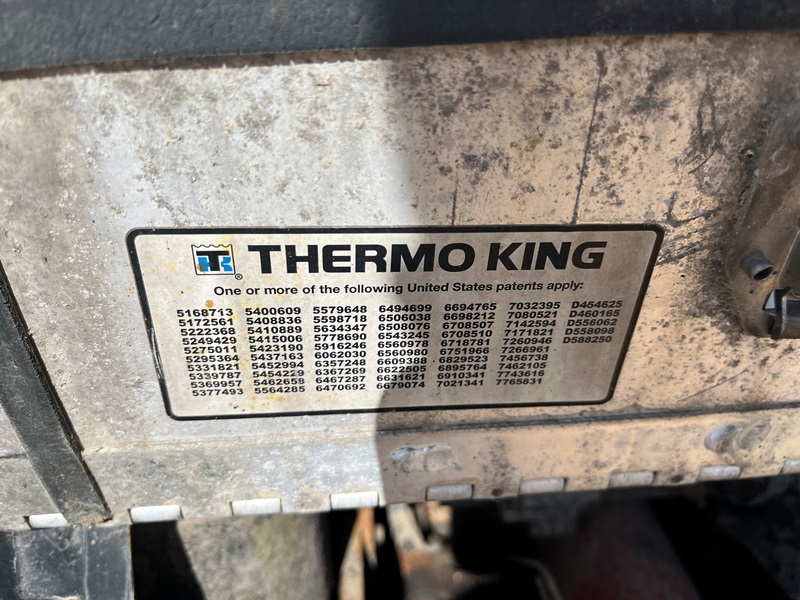 TK ® THERMO KING
One or more of the following United States patents apply:
5168713 5400609 5579648 6494699 6694765 7032395 D454625
5172561 5408836 5598718 6506038 6698212 7080521 D460165
5222368 5410889 5634347 6508076 6708507 7142594 D556062
5249429 5415006 5778690 6543245 6708510 7171821 D558098
5275011 5423190 5916246 6560978 6718781 7260946 D588250
5295364 5437163 6062030 6560980 6751966 7266961
5331821 5452994 6357248 6609388 6829523 7456738
5339787 5454229 6367269 6622505 6895764 7462105
5369957 5462658 6467287 6631621 6910341 7743616
5377493 5564285 6470692 6679074 7021341 7765831